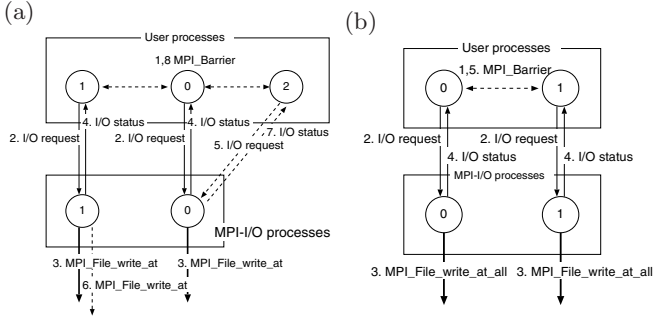 (a)
User processes
1,8 MPI_Barrier
1
0
2
4. I/O status
4. I/O status
7. I/O status
2. I/O request
2. I/O request
5. I/O request
1
0
MPI-I/O processes
3. MPI_File_write_at
3. MPI_File_write_at
6. MPI_File_write_at
(b)
User processes
1,5. MPI_Barrier
0
1
2. I/O request
2. I/O request
4. I/O status
4. I/O status
MPI-I/O processes
0
1
3. MPI_File_write_at_all
3. MPI_File_write_at_all